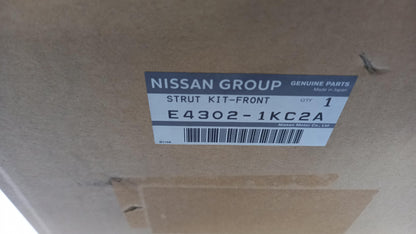 NISSAN GROUP GENUINE PARTS
Made in Japan
STRUT KIT-FRONT QTY 1
E4302-1KC2A
Nissan Motor Co., Ltd